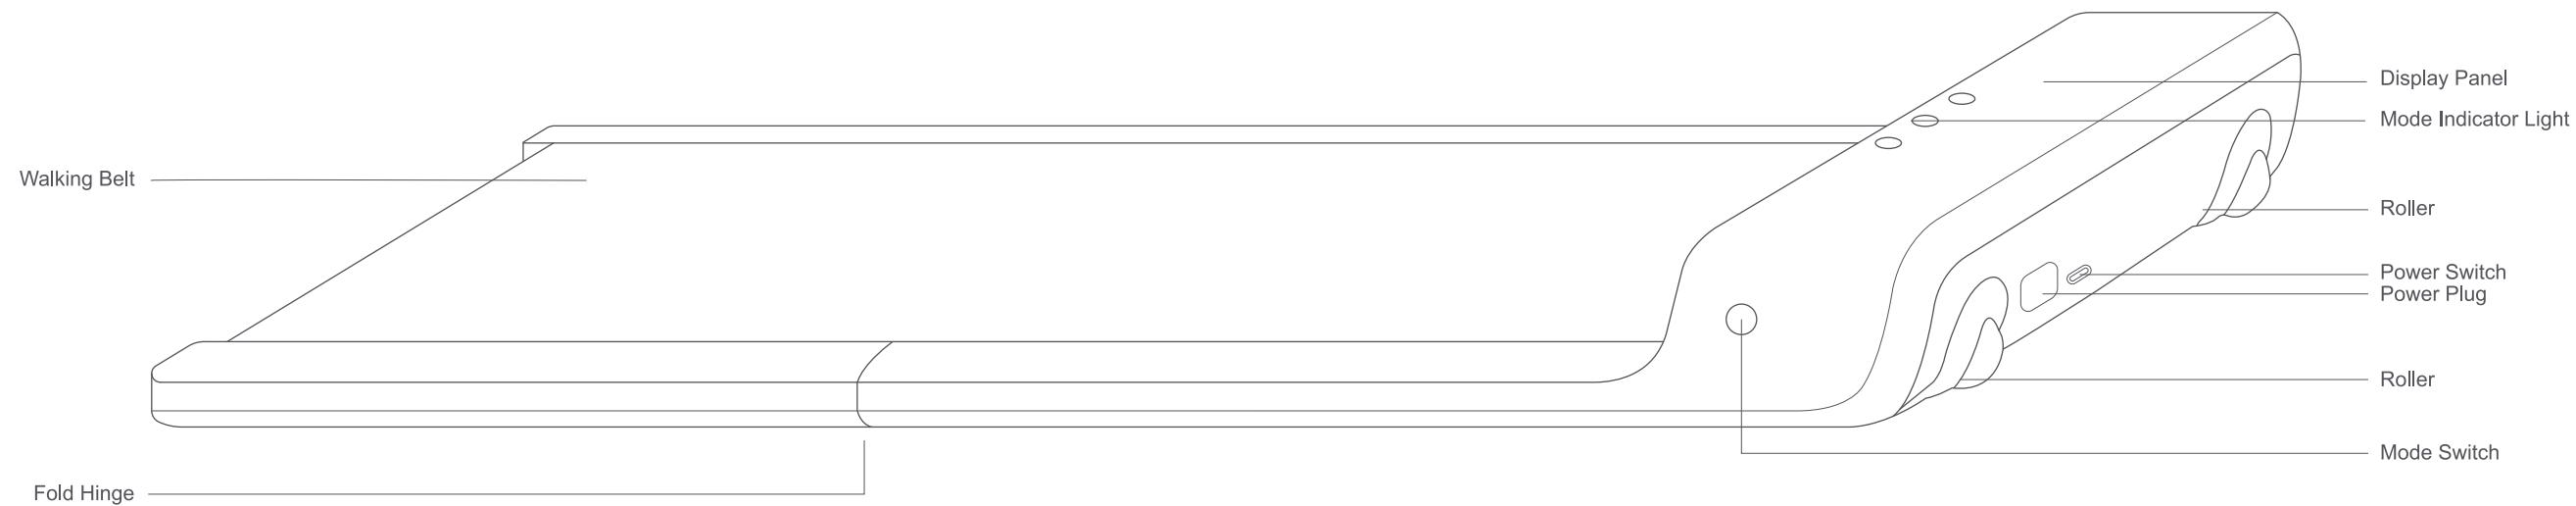 Display Panel
Mode Indicator Light
Walking Belt
Roller
Power Switch
Power Plug
Roller
Mode Switch
Fold Hinge